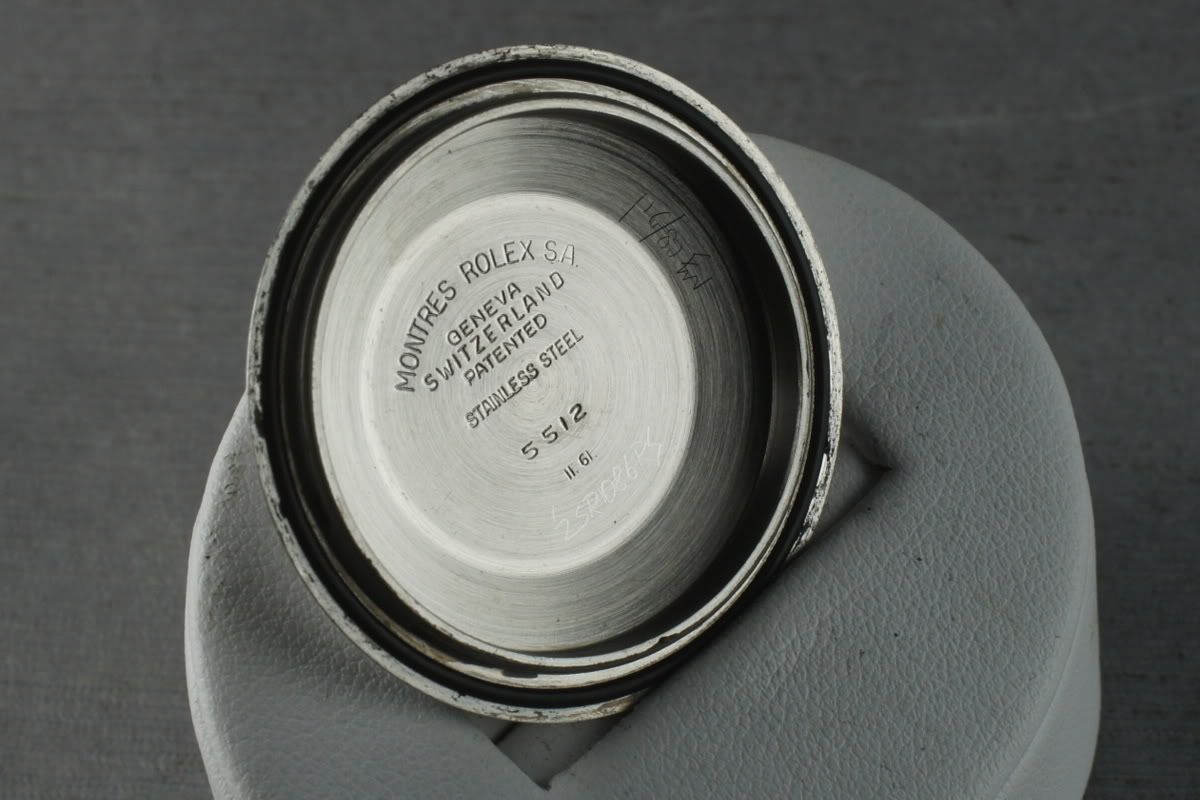 MONTRES ROLEX S.A.
GENEVA
SWITZERLAND
PATENTED
STAINLESS STEEL
5512
II. 61.